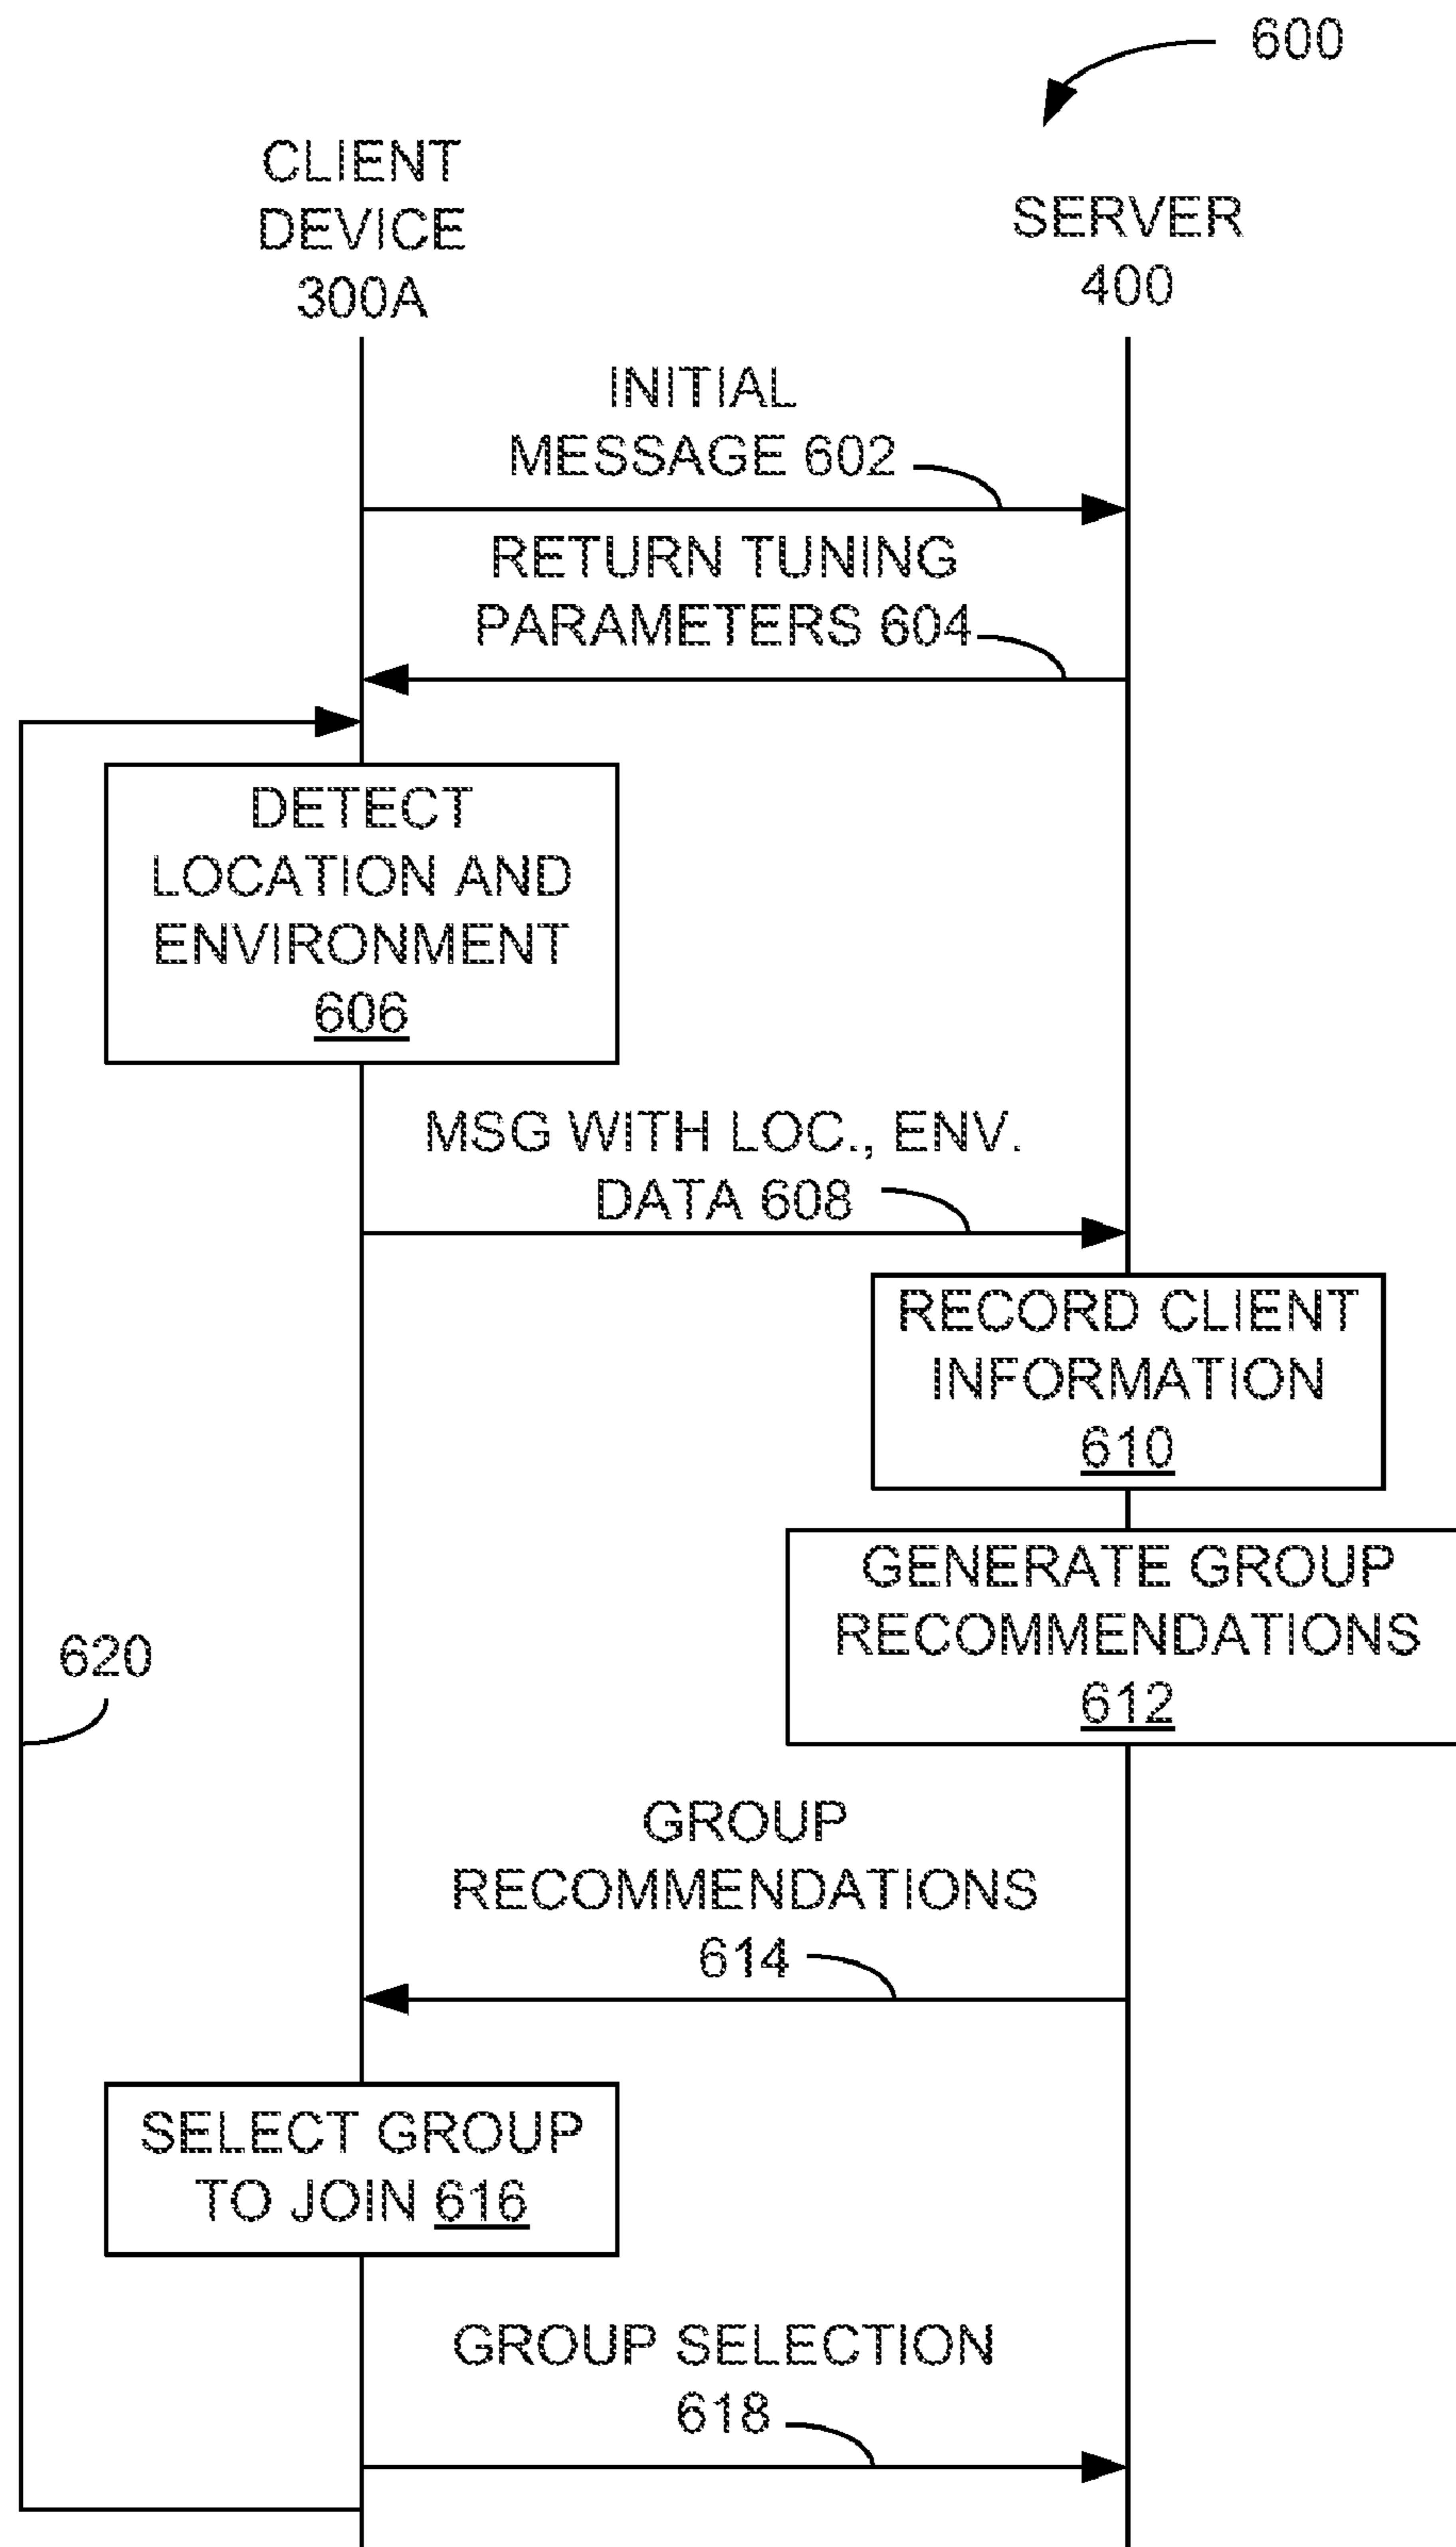 600
CLIENT
DEVICE
300A
SERVER
400
INITIAL
MESSAGE 602
RETURN TUNING
PARAMETERS 604
DETECT
LOCATION AND
ENVIRONMENT
606
MSG WITH LOC., ENV.
DATA 608
RECORD CLIENT
INFORMATION
610
GENERATE GROUP
RECOMMENDATIONS
612
620
GROUP
RECOMMENDATIONS
614
SELECT GROUP
TO JOIN 616
GROUP SELECTION
618